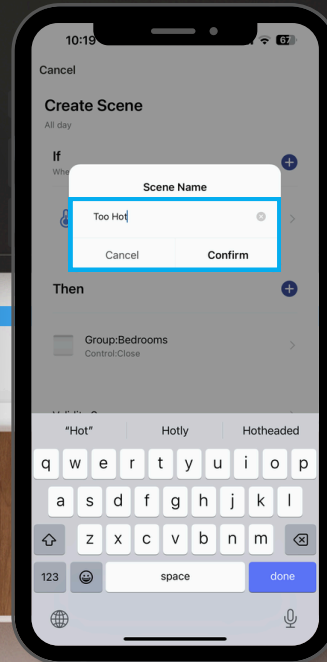 10:19
67
Cancel
Create Scene
All day
If
Whe
Scene Name
Too Hot
Cancel
Confirm
Then
Group:Bedrooms
Control:Close
"Hot"
Hotly
Hotheaded
q w e r t y u i o p
a s d f g h j k l
z x c v b n m
123
space
done